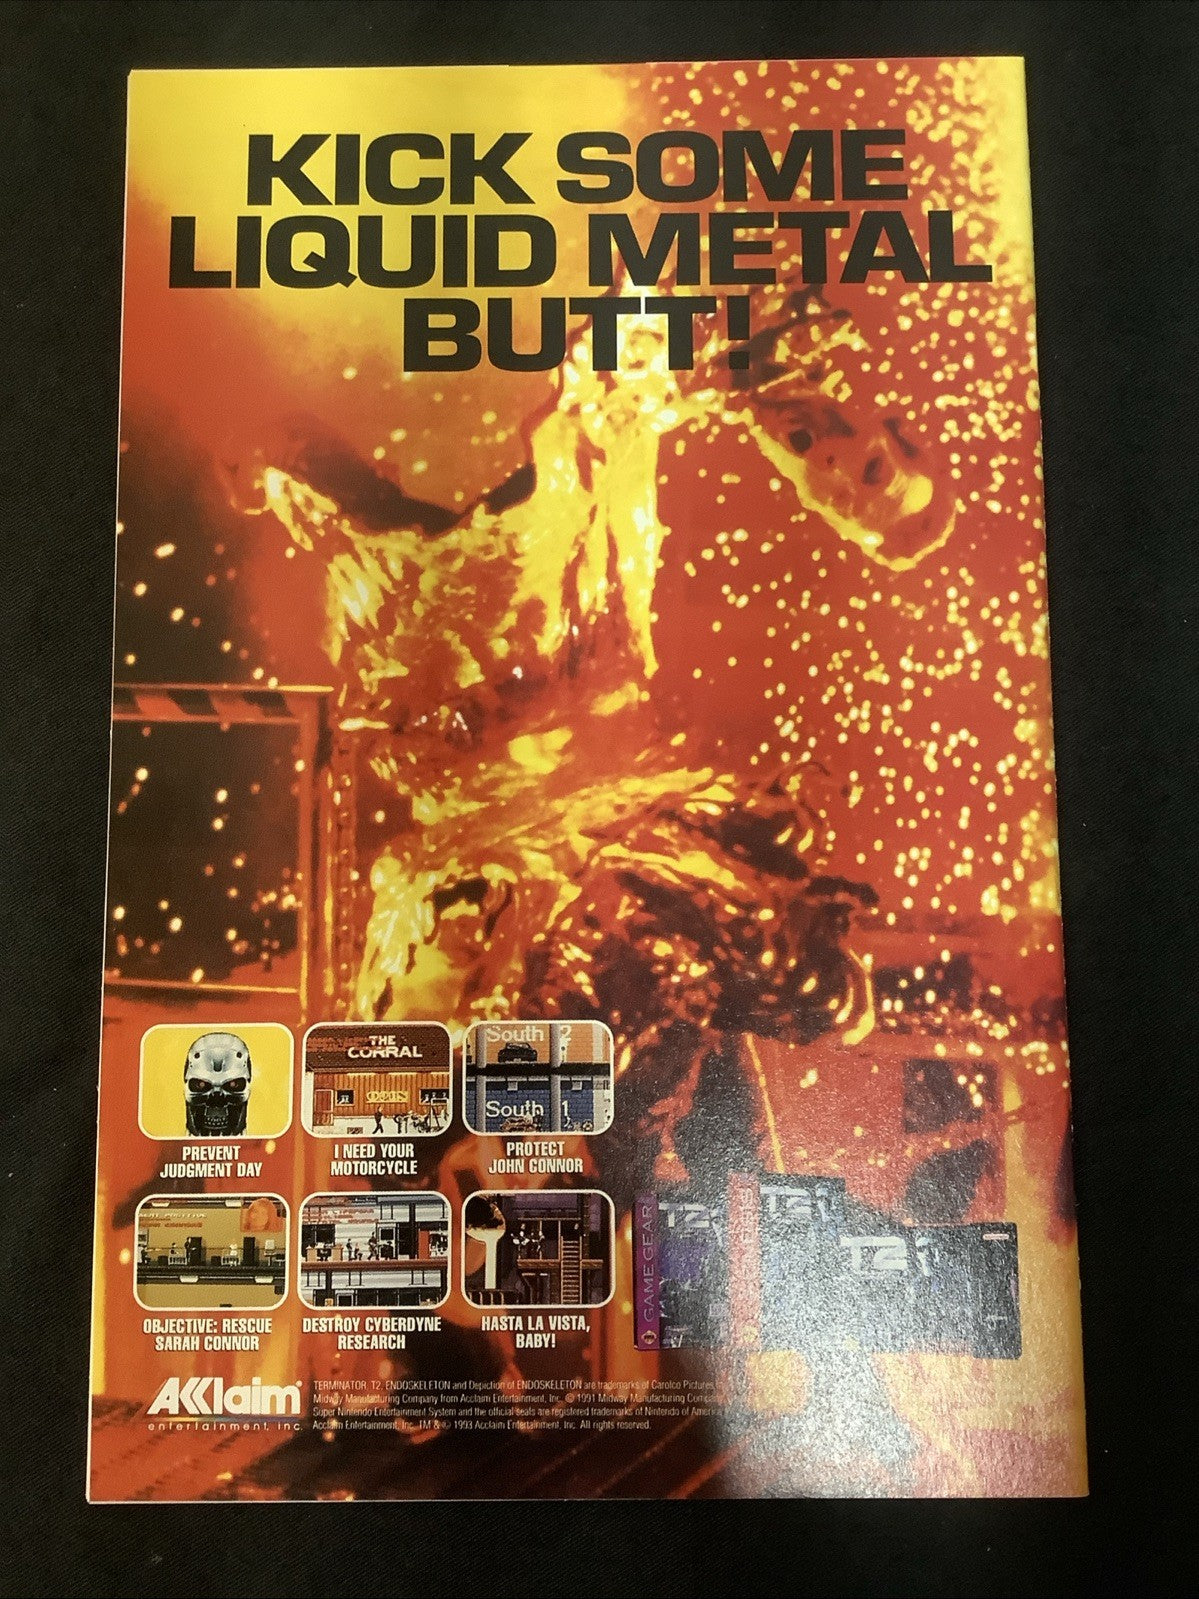 KICK SOME
LIQUID METAL
BUTT!
THE
CORRAL
South 2
South 1
PREVENT
JUDGMENT DAY
I NEED YOUR
MOTORCYCLE
PROTECT
JOHN CONNOR
OBJECTIVE: RESCUE
SARAH CONNOR
DESTROY CYBERDYNE
RESEARCH
HASTA LA VISTA,
BABY!
GAME GEAR
T2
T2
T2
AKKlaim
entertainment, inc.
TERMINATOR, T2, ENDOSKELETON and Depiction of ENDOSKELETON are trademarks of Carolco Pictures
Midway Manufacturing Company from Acclaim Entertainment, Inc. © 1991 Midway Manufacturing
Super Nintendo Entertainment System and the official seals are registered trademarks of Nintendo of America
Acclaim Entertainment, Inc. TM & © 1993 Acclaim Entertainment, Inc. All rights reserved.